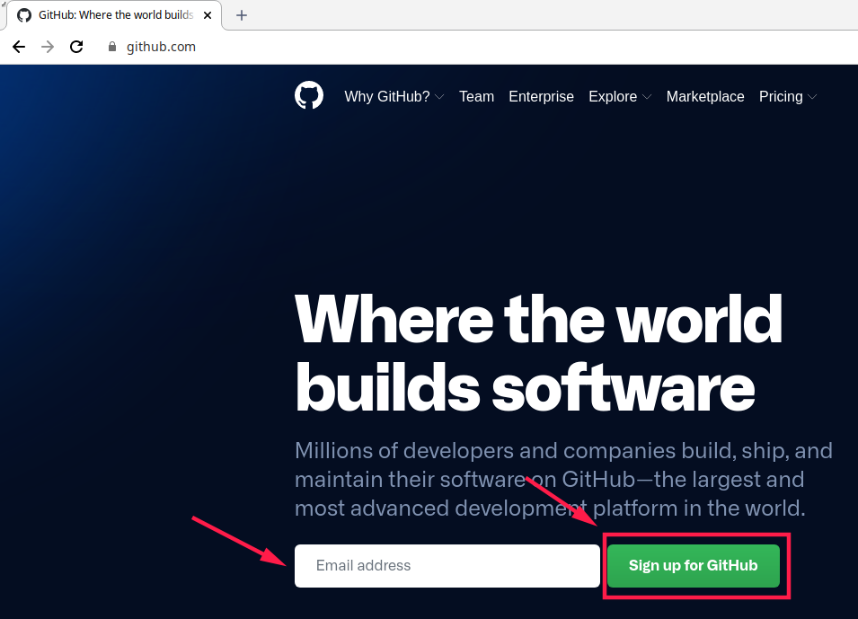 GitHub: Where the world builds
github.com
Why GitHub? Team Enterprise Explore Marketplace Pricing
Where the world
builds software
Millions of developers and companies build, ship, and
maintain their software on GitHub—the largest and
most advanced development platform in the world.
Email address Sign up for GitHub